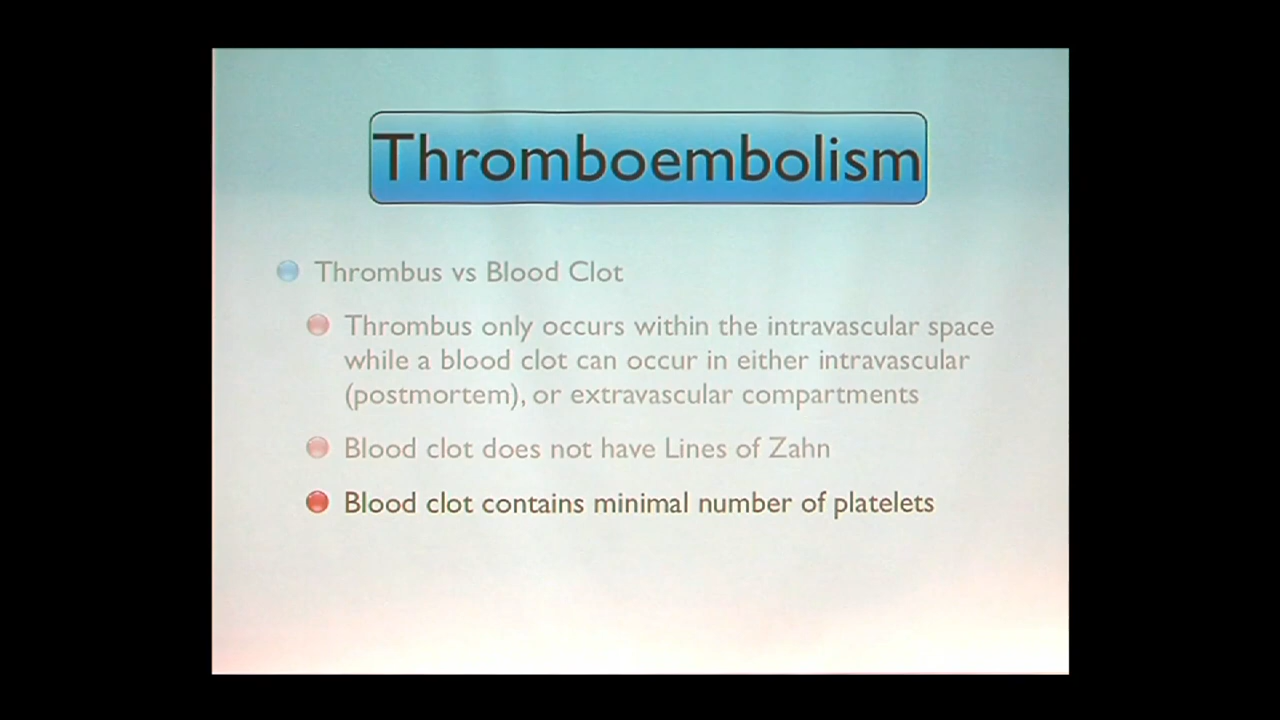 Thromboembolism
Thrombus vs Blood Clot
Thrombus only occurs within the intravascular space
while a blood clot can occur in either intravascular
(postmortem), or extravascular compartments
Blood clot does not have Lines of Zahn
Blood clot contains minimal number of platelets